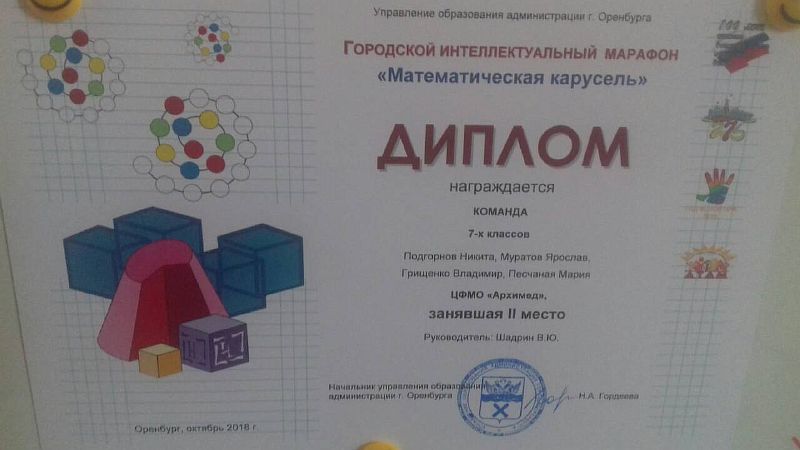 Управление образования администрации г. Оренбурга
Городской интеллектуальный марафон
«Математическая карусель»
ДИПЛОМ
награждается
КОМАНДА
7-х классов
Подгорнов Никита, Муратов Ярослав,
Грищенко Владимир, Песчаная Мария
ЦФМО «Архимед»,
занявшая II место
Руководитель: Шадрин В.Ю.
Начальник управления образования
администрации г. Оренбурга
Н.А. Гордеева
Оренбург, октябрь 2018 г.